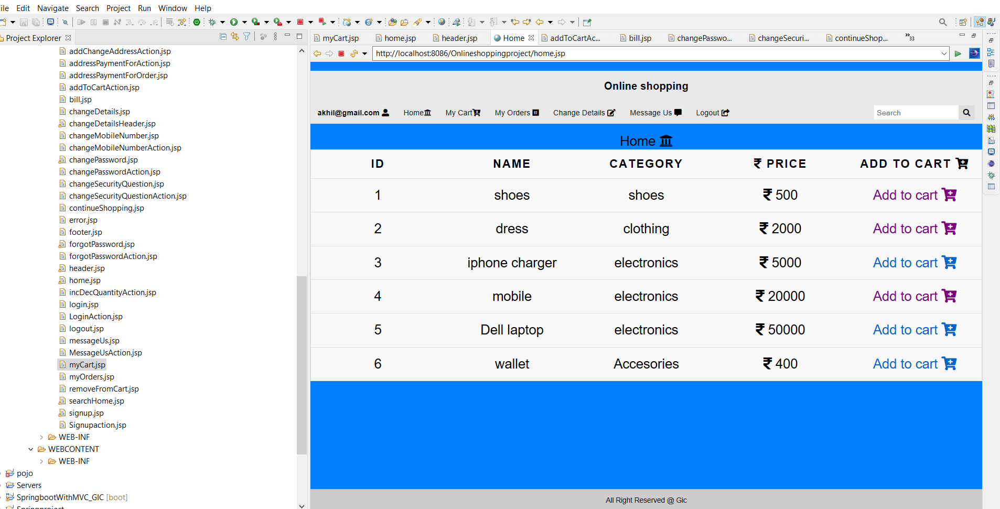 ile Edit Navigate Search Project Run Window Help
Project Explorer
addChangeAddressAction.jsp
addressPaymentForAction.jsp
addressPaymentForOrder.jsp
addToCartAction.jsp
bill.jsp
changeDetails.jsp
changeDetailsHeader.jsp
changeMobileNumber.jsp
changeMobileNumberAction.jsp
changePassword.jsp
changePasswordAction.jsp
changeSecurityQuestion.jsp
changeSecurityQuestionAction.jsp
continueShopping.jsp
error.jsp
footer.jsp
forgotPassword.jsp
forgotPasswordAction.jsp
header.jsp
home.jsp
incDecQuantityAction.jsp
login.jsp
LoginAction.jsp
logout.jsp
messageUs.jsp
MessageUsAction.jsp
myCart.jsp
myOrders.jsp
removeFromCart.jsp
searchHome.jsp
signup.jsp
Signupaction.jsp
WEB-INF
WEBCONTENT
WEB-INF
pojo
Servers
SpringbootWithMVC_GIC [boot]
Springproject
myCart.jsp home.jsp header.jsp Home addToCartAc... bill.jsp changePasswo... changeSecuri... continueShop... 33
http://localhost:8086/Onlineshoppingproject/home.jsp
Online shopping
akhil@gmail.com Home My Cart My Orders Change Details Message Us Logout Search
Home
ID NAME CATEGORY ₹ PRICE ADD TO CART
1 shoes shoes ₹ 500 Add to cart
2 dress clothing ₹ 2000 Add to cart
3 iphone charger electronics ₹ 5000 Add to cart
4 mobile electronics ₹ 20000 Add to cart
5 Dell laptop electronics ₹ 50000 Add to cart
6 wallet Accesories ₹ 400 Add to cart
All Right Reserved @ Gic